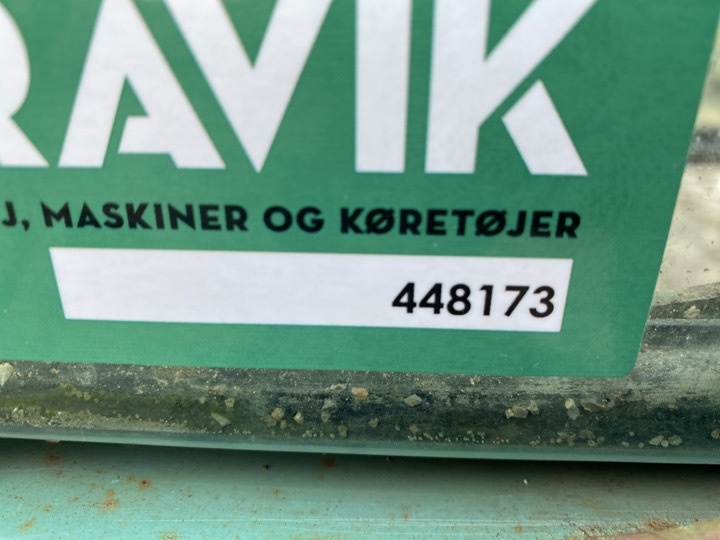 RAVIK
J, MASKINER OG KØRETØJER
448173